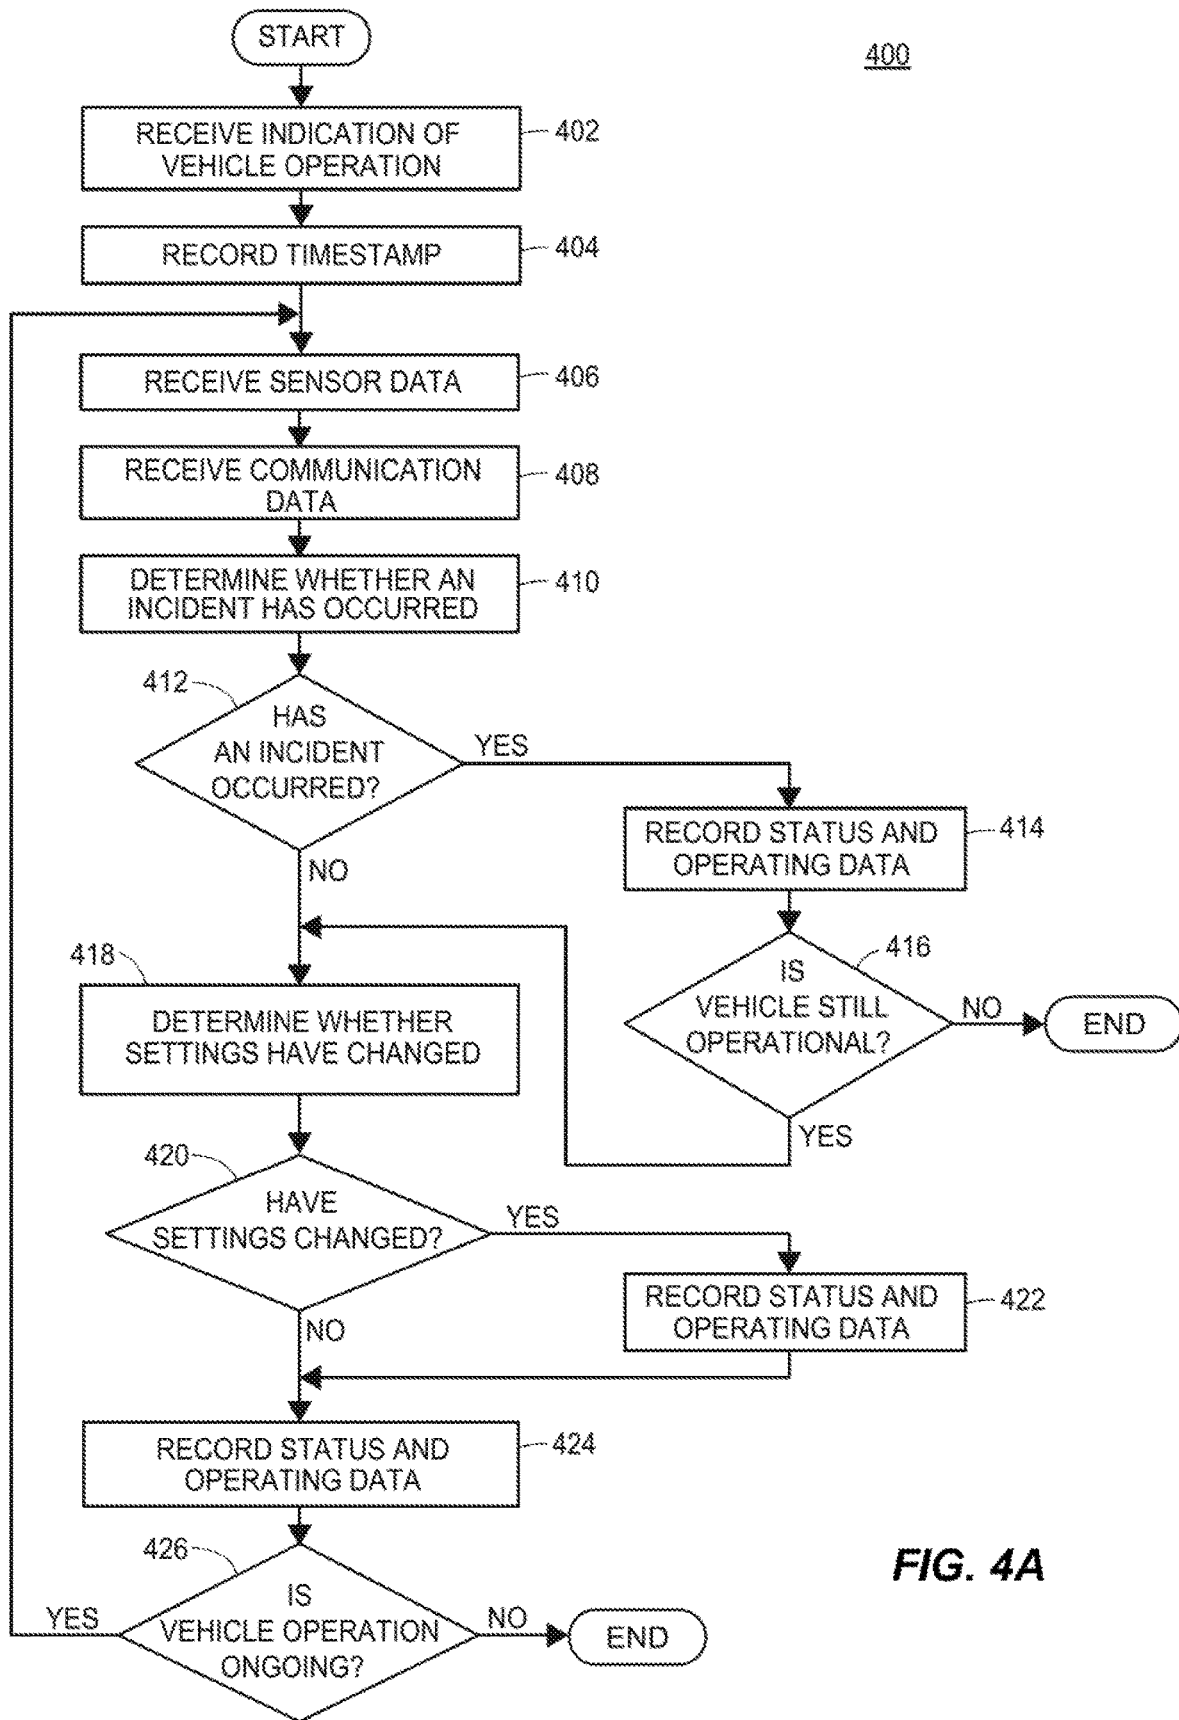 START
400
RECEIVE INDICATION OF
VEHICLE OPERATION
402
RECORD TIMESTAMP
404
RECEIVE SENSOR DATA
406
RECEIVE COMMUNICATION
DATA
408
DETERMINE WHETHER AN
INCIDENT HAS OCCURRED
410
412
HAS
AN INCIDENT
OCCURRED?
YES
NO
RECORD STATUS AND
OPERATING DATA
414
416
IS
VEHICLE STILL
OPERATIONAL?
NO
END
YES
418
DETERMINE WHETHER
SETTINGS HAVE CHANGED
420
HAVE
SETTINGS CHANGED?
YES
NO
RECORD STATUS AND
OPERATING DATA
422
RECORD STATUS AND
OPERATING DATA
424
426
IS
VEHICLE OPERATION
ONGOING?
YES
NO
END
FIG. 4A